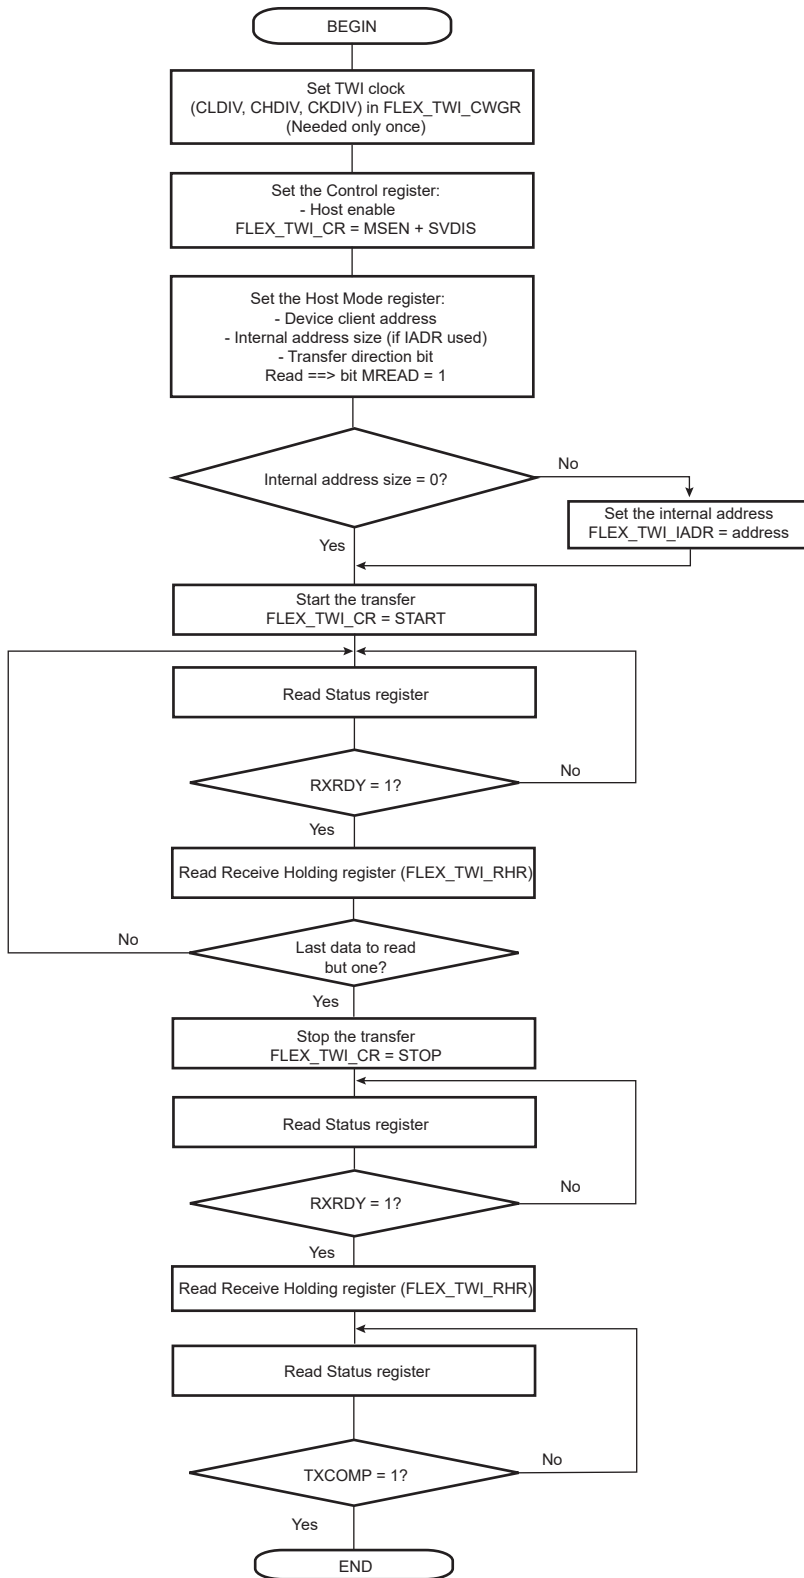 BEGIN
Set TWI clock
(CLDIV, CHDIV, CKDIV) in FLEX_TWI_CWGR
(Needed only once)
Set the Control register:
- Host enable
FLEX_TWI_CR = MSEN + SVDIS
Set the Host Mode register:
- Device client address
- Internal address size (if IADR used)
- Transfer direction bit
Read ==> bit MREAD = 1
Internal address size = 0?
No
Set the internal address
FLEX_TWI_IADR = address
Yes
Start the transfer
FLEX_TWI_CR = START
Read Status register
RXRDY = 1?
No
Yes
Read Receive Holding register (FLEX_TWI_RHR)
No
Last data to read
but one?
Yes
Stop the transfer
FLEX_TWI_CR = STOP
Read Status register
RXRDY = 1?
No
Yes
Read Receive Holding register (FLEX_TWI_RHR)
Read Status register
TXCOMP = 1?
No
Yes
END